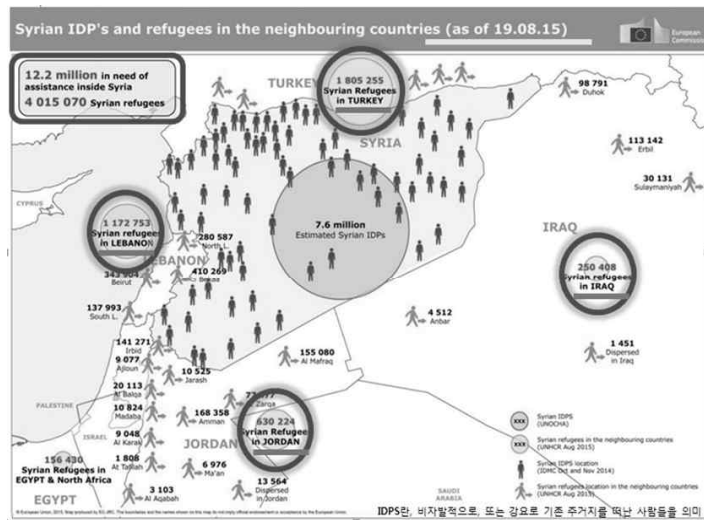 Syrian IDP's and refugees in the neighbouring countries (as of 19.08.15)
European
Commission
12.2 million in need of
assistance inside Syria
4 015 070 Syrian refugees
TURKEY
1 805 255
Syrian Refugees
in TURKEY
98 791
Duhok
SYRIA
113 142
Erbil
30 131
Sulaymaniyah
CYPRUS
1 172 753
Syrian refugees
in LEBANON
280 587
North L.
7.6 million
Estimated Syrian IDPs
IRAQ
250 408
Syrian refugees
in IRAQ
LEBANON
Beirut
410 269
137 993
South L.
4 512
Anbar
141 271
Irbid
9 077
Ajloun
10 525
Jarash
155 080
Al Mafraq
1 451
Dispersed
in Iraq
20 113
Al Balqa
Zarqa
PALESTINE
10 824
Madaba
168 358
Amman
630 224
Syrian Refugees
in JORDAN
XXX
Syrian IDPS
(UNOCHA)
ISRAEL
9 048
Al Karak
JORDAN
XXX
Syrian refugees in the neighbouring countries
(UNHCR Aug 2015)
156 430
Syrian Refugees in
EGYPT & North Africa
1 808
At Tafilah
6 976
Ma'an
Syrian IDPS location
(IDMC Oct and Nov 2014)
EGYPT
3 103
Al Aqabah
13 564
Dispersed
in Jordan
SAUDI
ARABIA
Syrian refugees location in the neighbouring countries
(UNHCR Aug 2015)
IDPS란, 비자발적으로, 또는 강요로 기존 주거지를 떠난 사람들을 의미